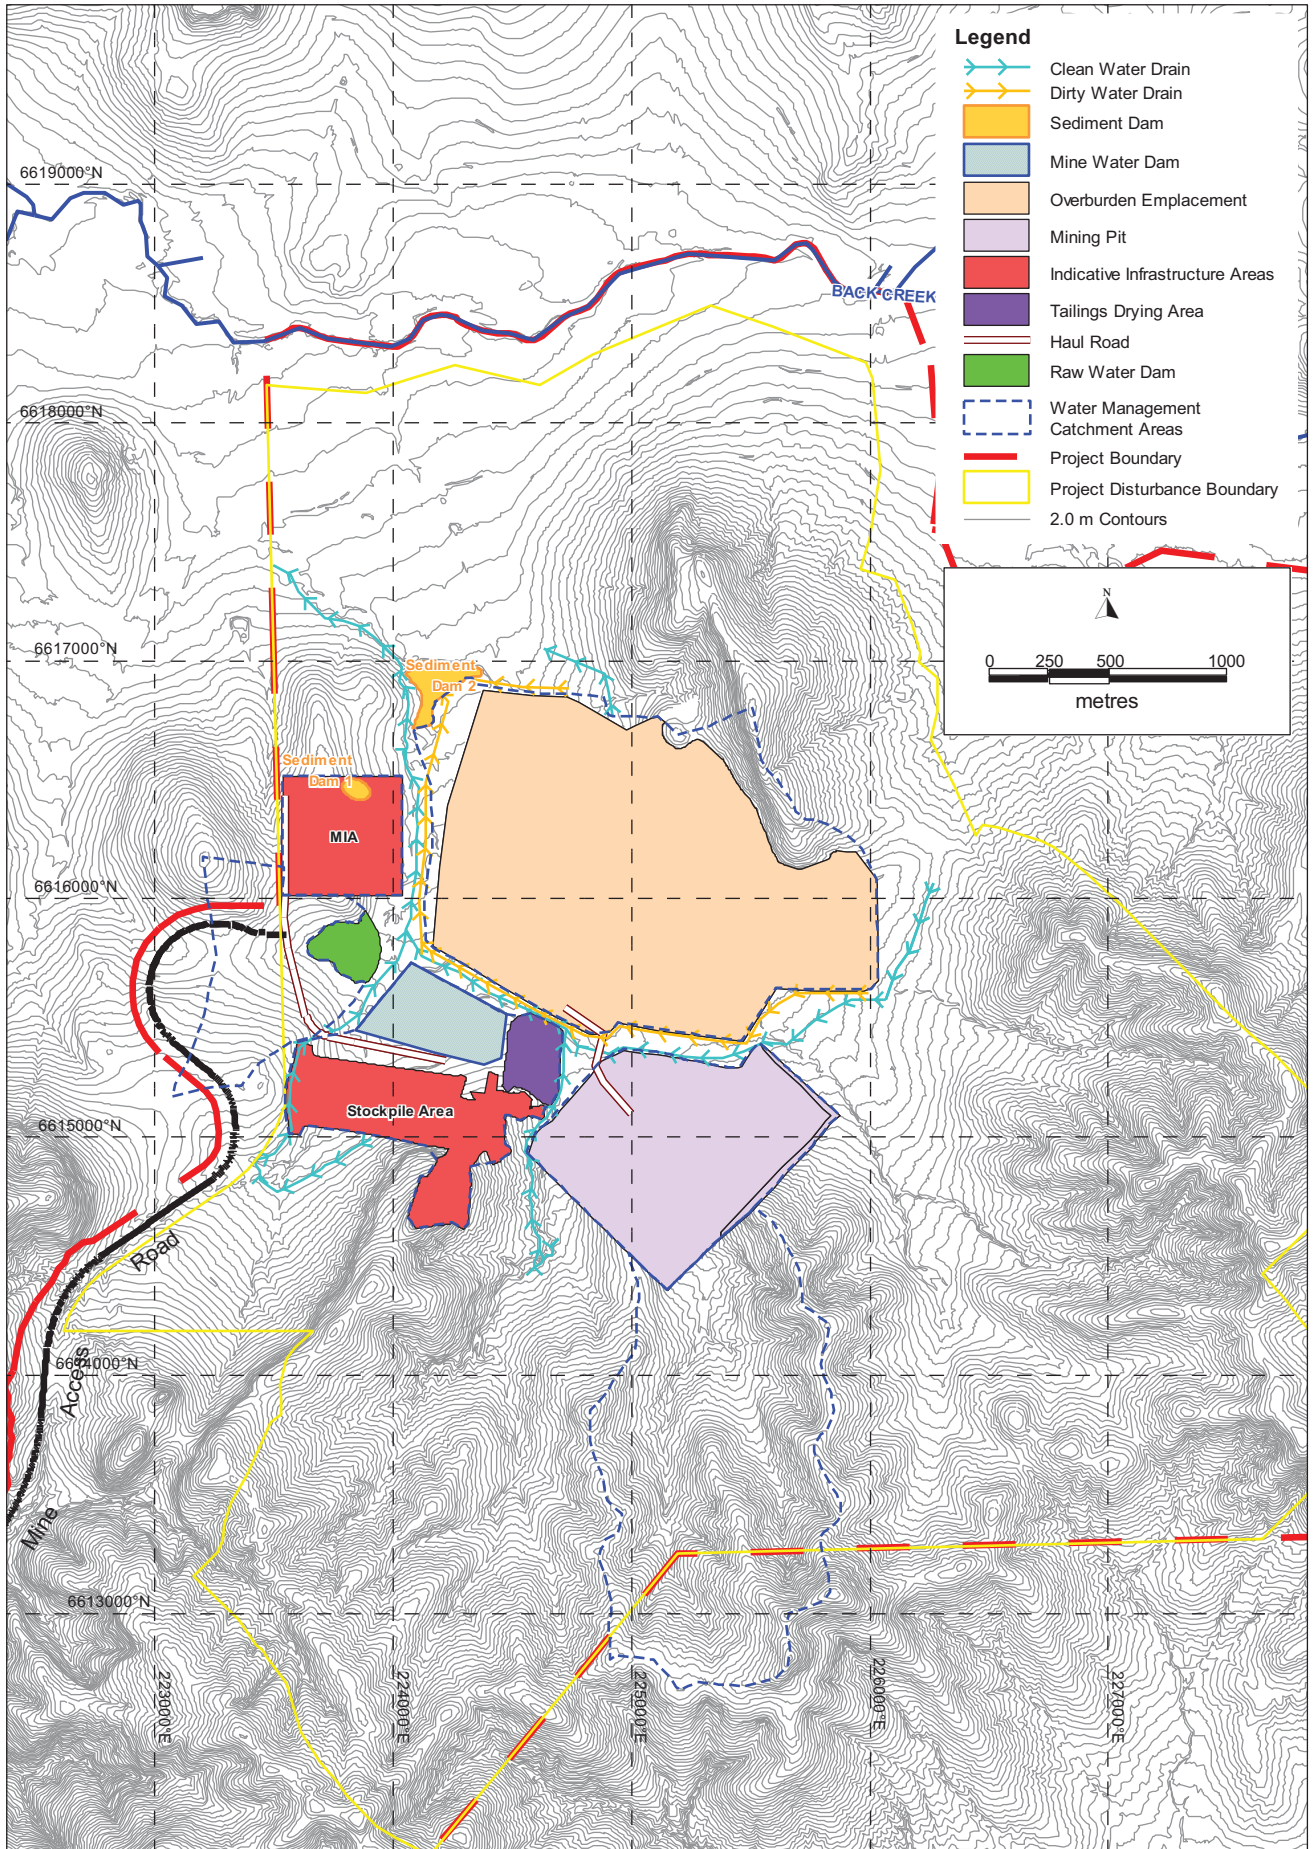 Legend
Clean Water Drain
Dirty Water Drain
Sediment Dam
Mine Water Dam
Overburden Emplacement
Mining Pit
Indicative Infrastructure Areas
Tailings Drying Area
Haul Road
Raw Water Dam
Water Management
Catchment Areas
Project Boundary
Project Disturbance Boundary
2.0 m Contours
N
0 250 500 1000
metres
6619000°N
BACK CREEK
6618000°N
6617000°N
Sediment
Dam 2
Sediment
Dam 1
MIA
6616000°N
Stockpile Area
6615000°N
Road
6614000°N
Access
Mine
6613000°N
223000°E
224000°E
225000°E
226000°E
227000°E